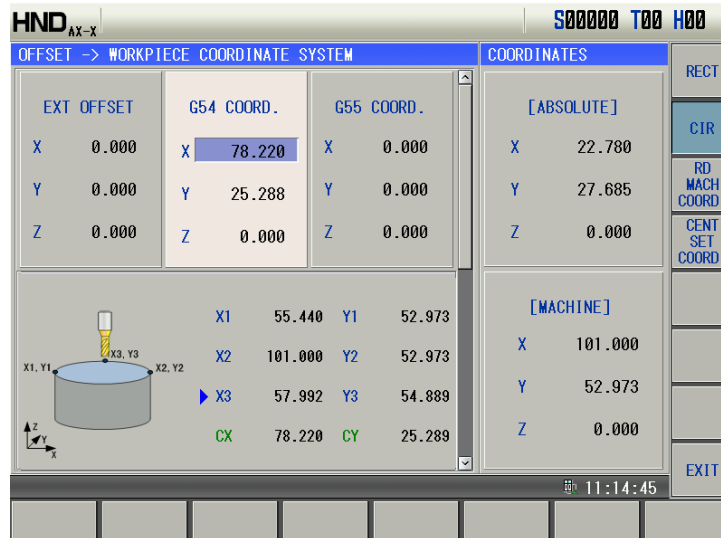 HND AX-X S00000 T00 H00
OFFSET -> WORKPIECE COORDINATE SYSTEM
COORDINATES
EXT OFFSET
X 0.000
Y 0.000
Z 0.000
G54 COORD.
X 78.220
Y 25.288
Z 0.000
G55 COORD.
X 0.000
Y 0.000
Z 0.000
[ABSOLUTE]
X 22.780
Y 27.685
Z 0.000
X1, Y1
X3, Y3
X2, Y2
Z
Y
X
X1 55.440 Y1 52.973
X2 101.000 Y2 52.973
X3 57.992 Y3 54.889
CX 78.220 CY 25.289
[MACHINE]
X 101.000
Y 52.973
Z 0.000
11:14:45
RECT
CIR
RD
MACH
COORD
CENT
SET
COORD
EXIT